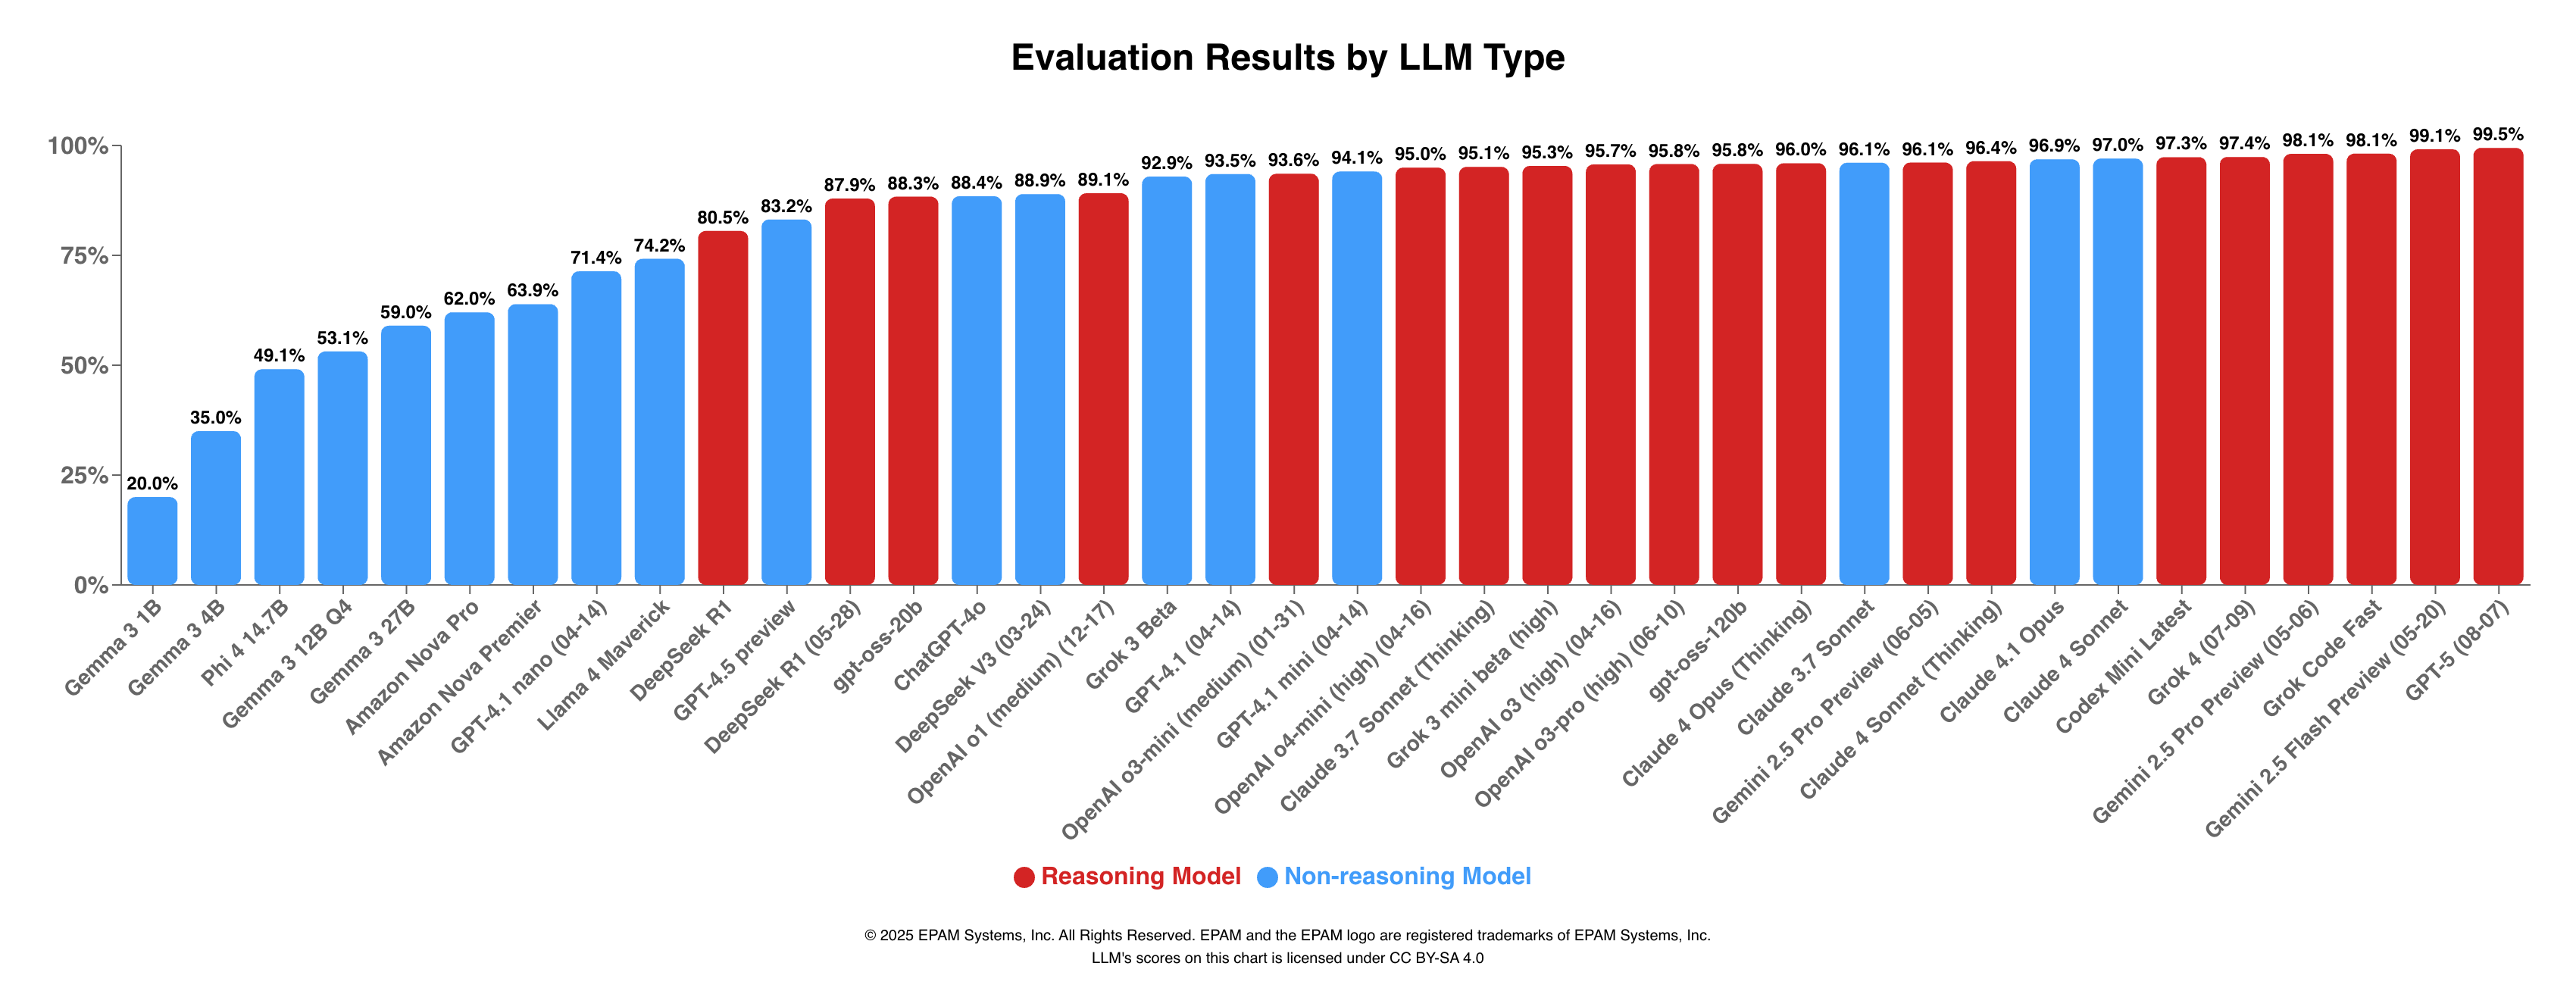 Evaluation Results by LLM Type
100%
75%
50%
25%
0%
20.0%
35.0%
49.1%
53.1%
59.0%
62.0%
63.9%
71.4%
74.2%
80.5%
83.2%
87.9%
88.3%
88.4%
88.9%
89.1%
92.9%
93.5%
93.6%
94.1%
95.0%
95.1%
95.3%
95.7%
95.8%
95.8%
96.0%
96.1%
96.1%
96.4%
96.9%
97.0%
97.3%
97.4%
98.1%
98.1%
99.1%
99.5%
Gemma 3 1B
Gemma 3 4B
Phi 4 14.7B
Gemma 3 12B Q4
Gemma 3 27B
Amazon Nova Pro
Amazon Nova Premier
GPT-4.1 nano (04-14)
Llama 4 Maverick
DeepSeek R1
GPT-4.5 preview
DeepSeek R1 (05-28)
gpt-oss-20b
ChatGPT-4o
DeepSeek V3 (03-24)
OpenAI o1 (medium) (12-17)
Grok 3 Beta
GPT-4.1 (04-14)
OpenAI o3-mini (medium) (01-31)
GPT-4.1 mini (04-14)
OpenAI o4-mini (high) (04-16)
Claude 3.7 Sonnet (Thinking)
Grok 3 mini beta (high)
OpenAI o3 (high) (04-16)
OpenAI o3-pro (high) (06-10)
gpt-oss-120b
Claude 4 Opus (Thinking)
Claude 3.7 Sonnet
Gemini 2.5 Pro Preview (06-05)
Claude 4 Sonnet (Thinking)
Claude 4.1 Opus
Claude 4 Sonnet
Codex Mini Latest
Grok 4 (07-09)
Gemini 2.5 Pro Preview (05-06)
Grok Code Fast
Gemini 2.5 Flash Preview (05-20)
GPT-5 (08-07)
Reasoning Model
Non-reasoning Model
© 2025 EPAM Systems, Inc. All Rights Reserved. EPAM and the EPAM logo are registered trademarks of EPAM Systems, Inc.
LLM's scores on this chart is licensed under CC BY-SA 4.0